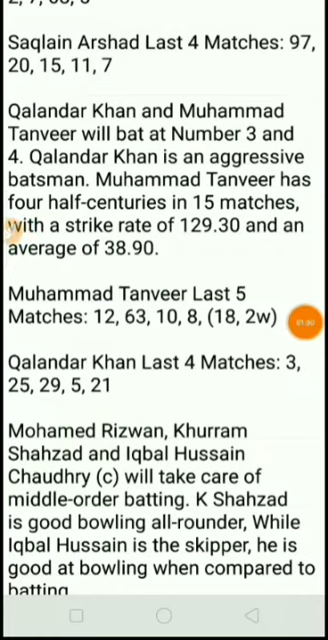 Saqlain Arshad Last 4 Matches: 97,
20, 15, 11, 7
Qalandar Khan and Muhammad
Tanveer will bat at Number 3 and
4. Qalandar Khan is an aggressive
batsman. Muhammad Tanveer has
four half-centuries in 15 matches,
with a strike rate of 129.30 and an
average of 38.90.
Muhammad Tanveer Last 5
Matches: 12, 63, 10, 8, (18, 2w)
Qalandar Khan Last 4 Matches: 3,
25, 29, 5, 21
Mohamed Rizwan, Khurram
Shahzad and Iqbal Hussain
Chaudhry (c) will take care of
middle-order batting. K Shahzad
is good bowling all-rounder, While
Iqbal Hussain is the skipper, he is
good at bowling when compared to
batting